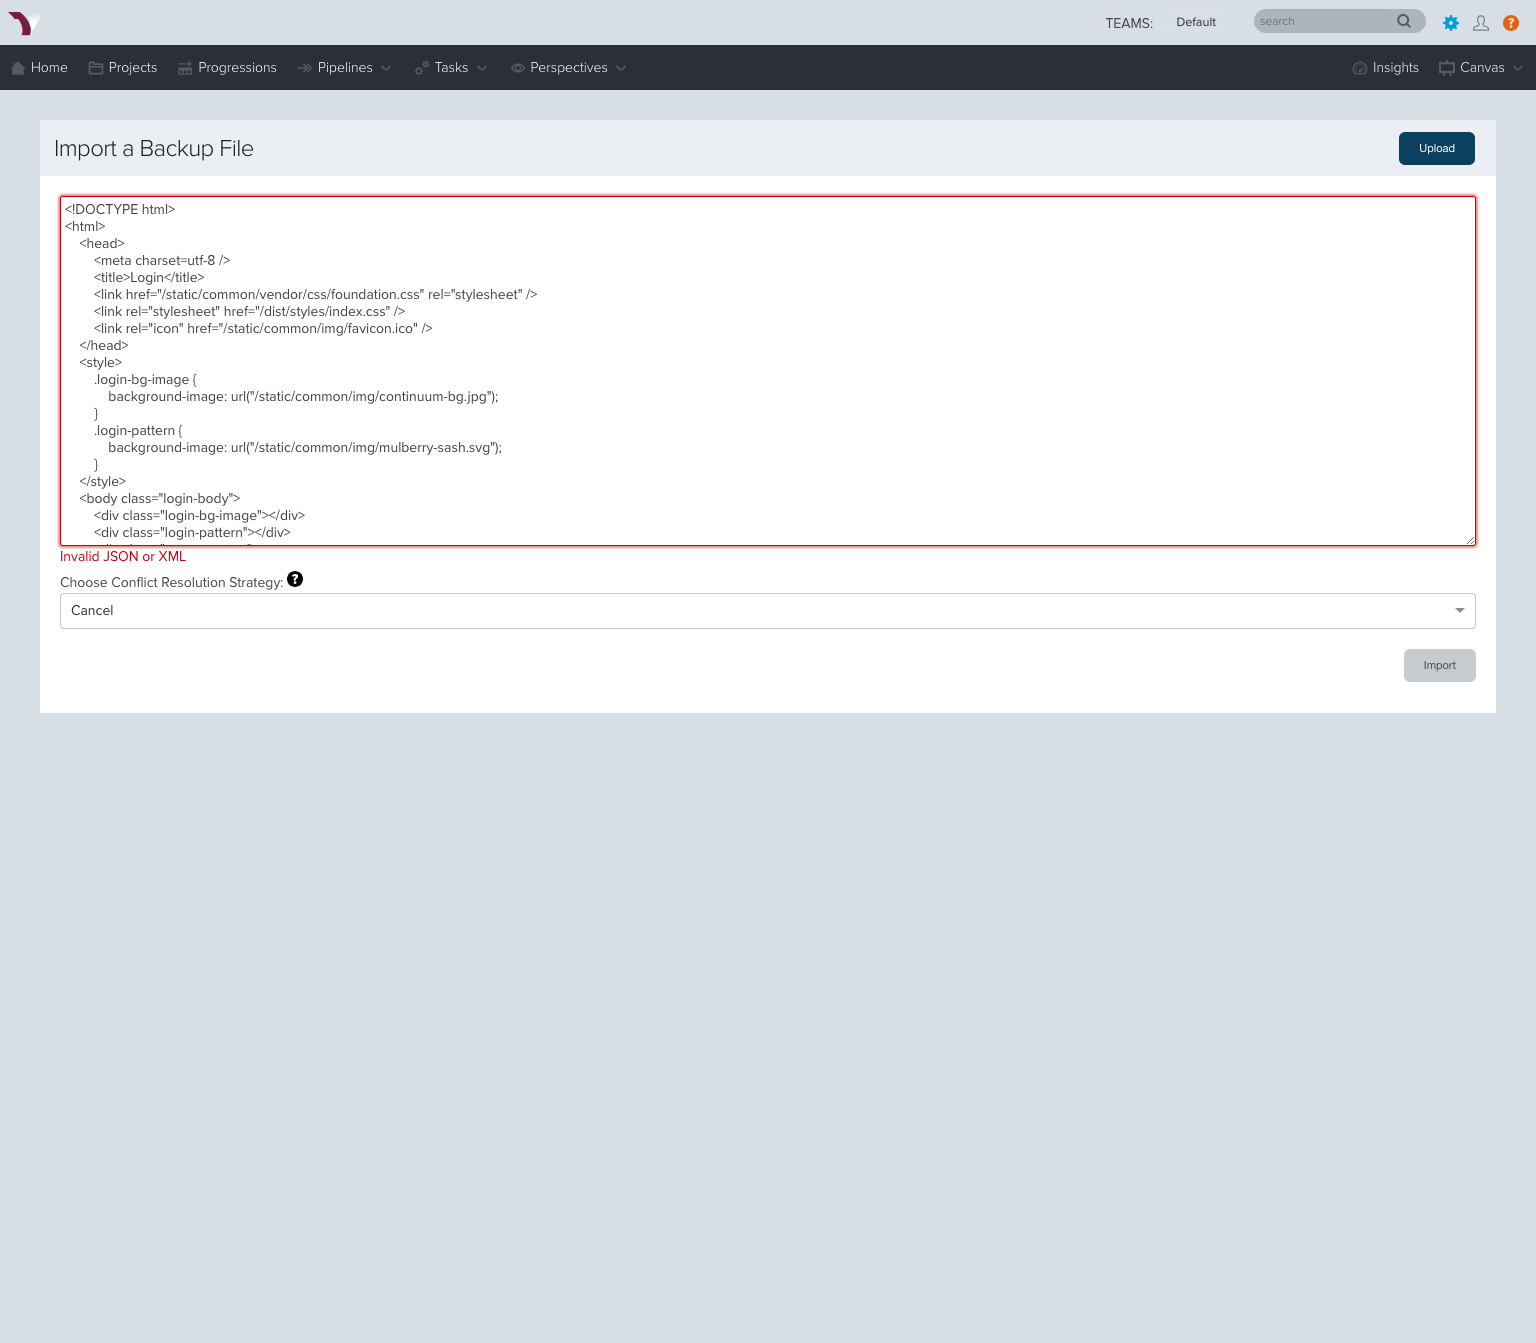 TEAMS: Default search ?
Home Projects Progressions Pipelines Tasks Perspectives Insights Canvas
Import a Backup File Upload
<!DOCTYPE html>
<html>
<head>
<meta charset=utf-8 />
<title>Login</title>
<link href="/static/common/vendor/css/foundation.css" rel="stylesheet" />
<link rel="stylesheet" href="/dist/styles/index.css" />
<link rel="icon" href="/static/common/img/favicon.ico" />
</head>
<style>
.login-bg-image {
background-image: url("/static/common/img/continuum-bg.jpg");
}
.login-pattern {
background-image: url("/static/common/img/mulberry-sash.svg");
}
</style>
<body class="login-body">
<div class="login-bg-image"></div>
<div class="login-pattern"></div>
Invalid JSON or XML
Choose Conflict Resolution Strategy: ?
Cancel
Import